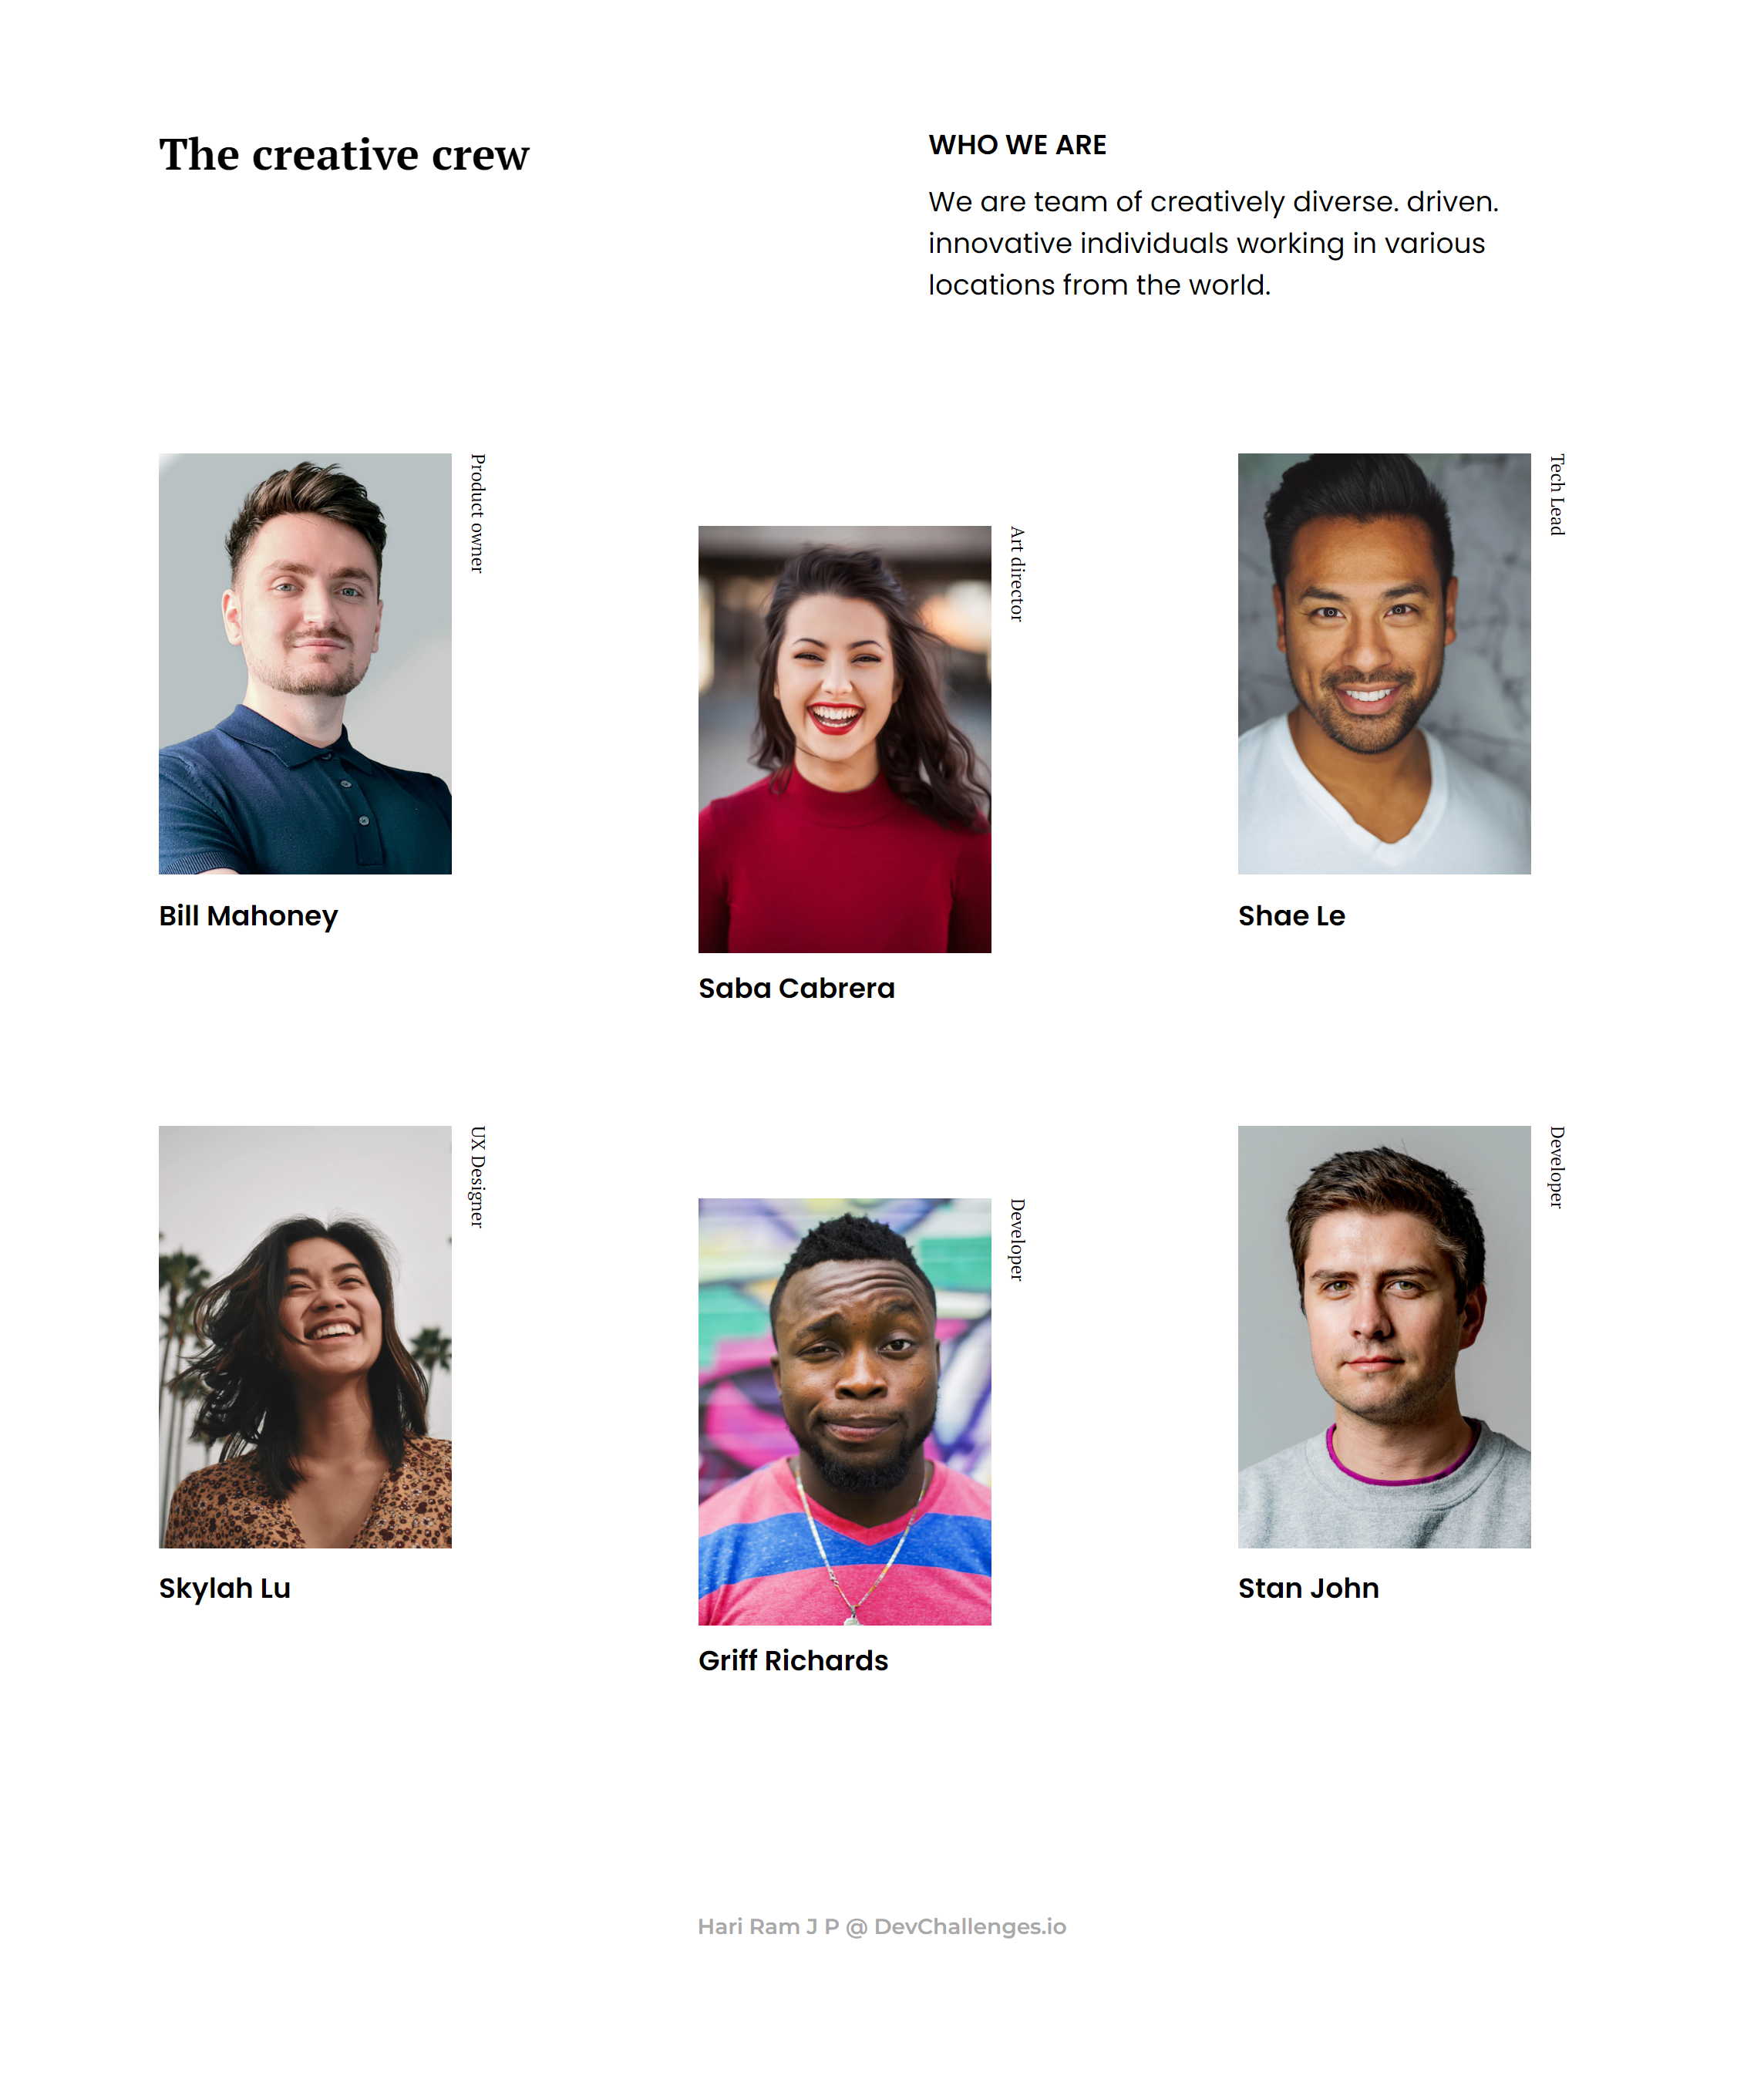 The creative crew
WHO WE ARE
We are team of creatively diverse. driven.
innovative individuals working in various
locations from the world.
Product owner
Bill Mahoney
Art director
Saba Cabrera
Tech Lead
Shae Le
UX Designer
Skylah Lu
Developer
Griff Richards
Developer
Stan John
Hari Ram J P @ DevChallenges.io